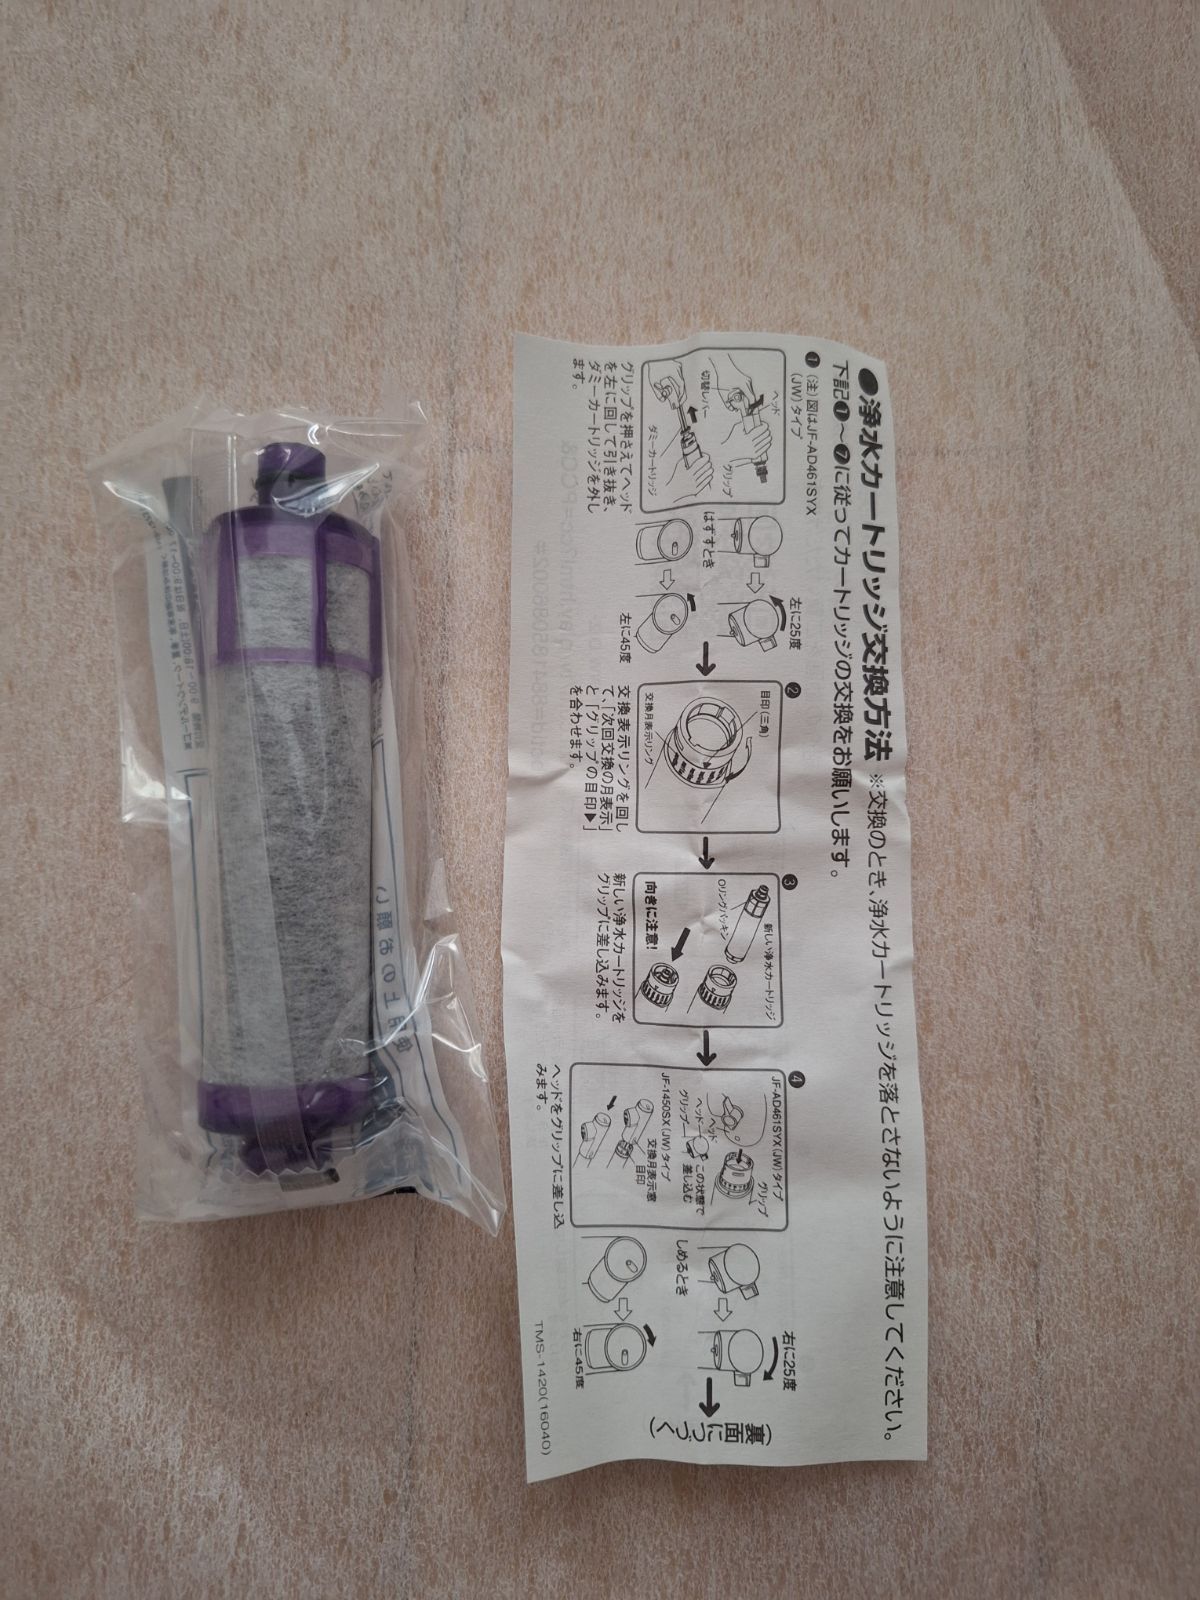 ●浄水カートリッジ交換方法 ※交換のとき、浄水カートリッジを落とさないように注意してください。
下記❶~❼に従ってカートリッジの交換をお願いします。
❶
(注)図はJF-AD461SYX
(JW)タイプ
ヘッド
切替レバー
グリップ
ダミーカートリッジ
グリップを押さえてヘッド
を左に回して引き抜き、
ダミーカートリッジを外し
ます。
はずすとき
左に25度
左に45度
❷
目印(三角)
交換月表示リング
交換表示リングを回し
て、「次回交換の月表示」
と、「グリップの目印▶」
を合わせます。
❸
新しい浄水カートリッジ
Oリングパッキン
向きに注意!
新しい浄水カートリッジを
グリップに差し込みます。
❹
JF-AD461SYX(JW)タイプ
グリップ
ヘッド
ヘッド
グリップ
この状態で
差し込む
JF-1450SX(JW)タイプ
交換月表示窓
目印
ヘッドをグリップに差し込
みます。
しめるとき
右に25度
右に45度
(裏面につづく)
TMS-1420(16040)